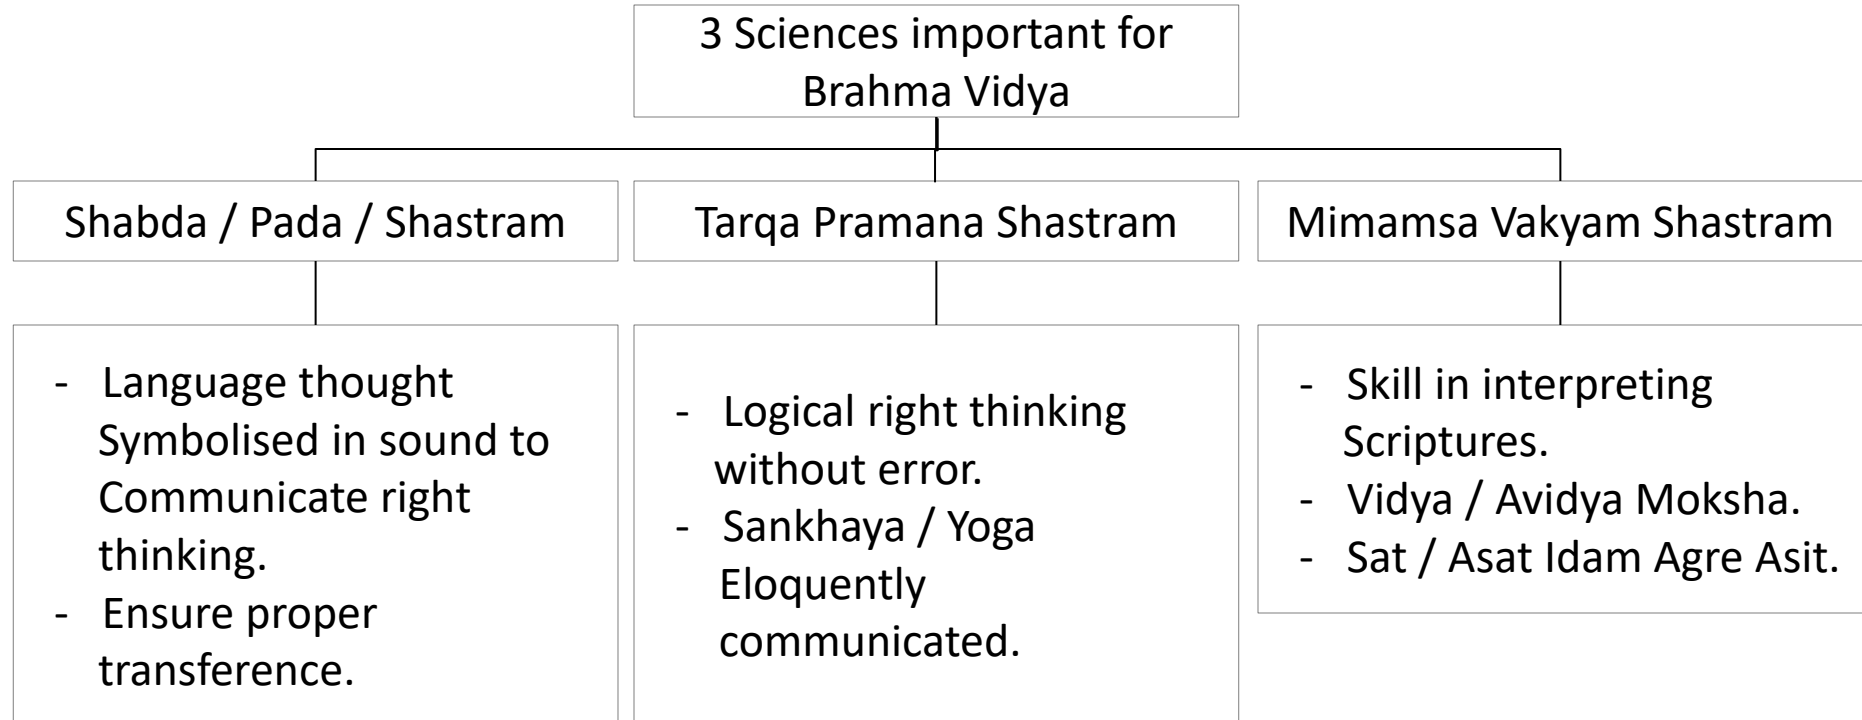 3 Sciences important for
Brahma Vidya
Shabda / Pada / Shastram
Tarqa Pramana Shastram
Mimamsa Vakyam Shastram
- Language thought
Symbolised in sound to
Communicate right
thinking.
- Ensure proper
transference.
- Logical right thinking
without error.
- Sankhaya / Yoga
Eloquently
communicated.
- Skill in interpreting
Scriptures.
- Vidya / Avidya Moksha.
- Sat / Asat Idam Agre Asit.